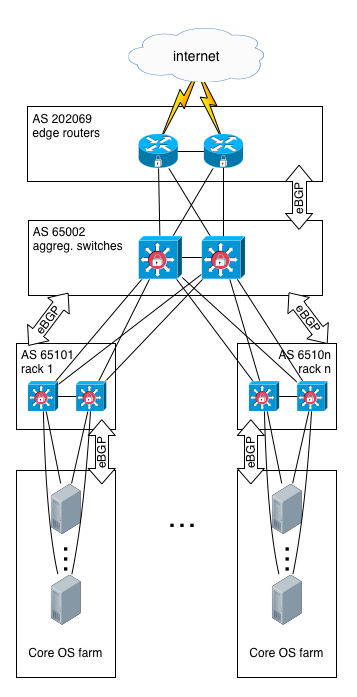 internet
AS 202069
edge routers
eBGP
AS 65002
aggreg. switches
eBGP
eBGP
AS 65101
rack 1
AS 6510n
rack n
eBGP
eBGP
...
Core OS farm
Core OS farm